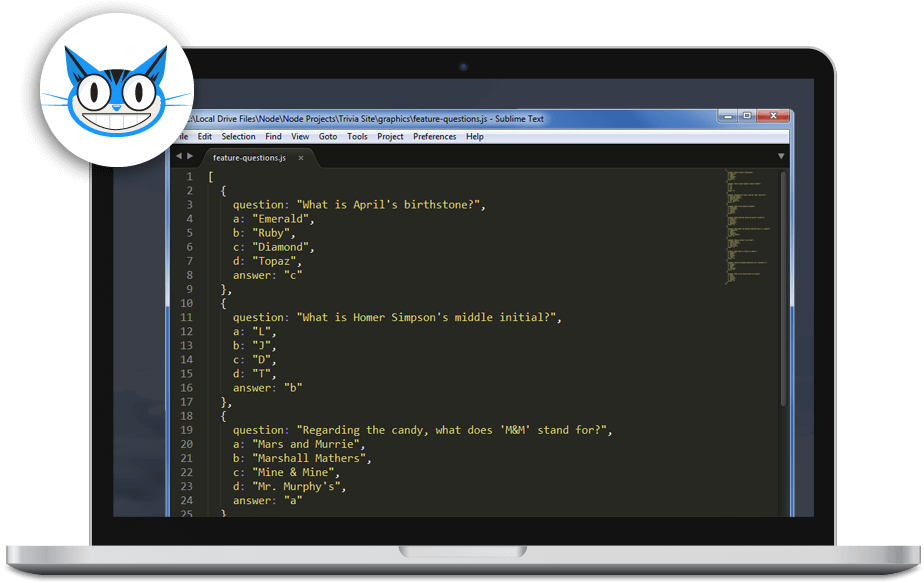 :\Local Drive Files\Node\Node Projects\Trivia Site\graphics\feature-questions.js - Sublime Text
Edit Selection Find View Goto Tools Project Preferences Help
feature-questions.js ×
1 [
2 {
3 question: "What is April's birthstone?",
4 a: "Emerald",
5 b: "Ruby",
6 c: "Diamond",
7 d: "Topaz",
8 answer: "c"
9 },
10 {
11 question: "What is Homer Simpson's middle initial?",
12 a: "L",
13 b: "J",
14 c: "D",
15 d: "T",
16 answer: "b"
17 },
18 {
19 question: "Regarding the candy, what does 'M&M' stand for?",
20 a: "Mars and Murrie",
21 b: "Marshall Mathers",
22 c: "Mine & Mine",
23 d: "Mr. Murphy's",
24 answer: "a"
25 }